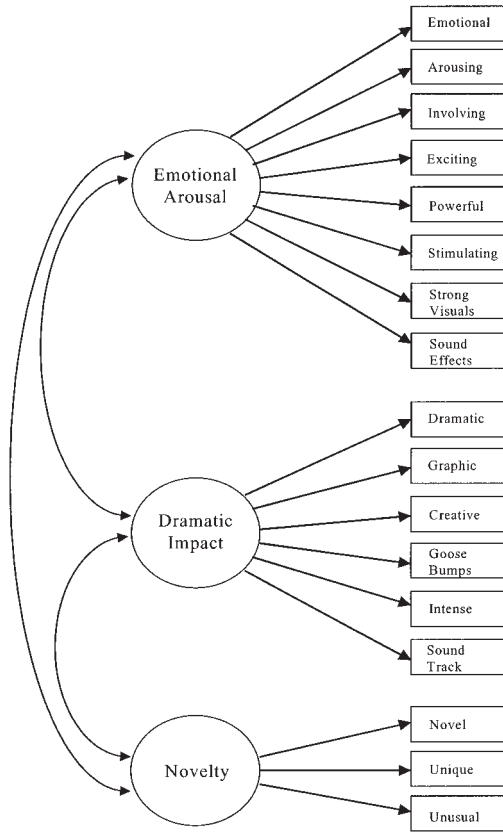 Emotional
Arousing
Involving
Exciting
Powerful
Stimulating
Strong
Visuals
Sound
Effects
Emotional
Arousal
Dramatic
Graphic
Creative
Goose
Bumps
Intense
Sound
Track
Dramatic
Impact
Novel
Unique
Unusual
Novelty